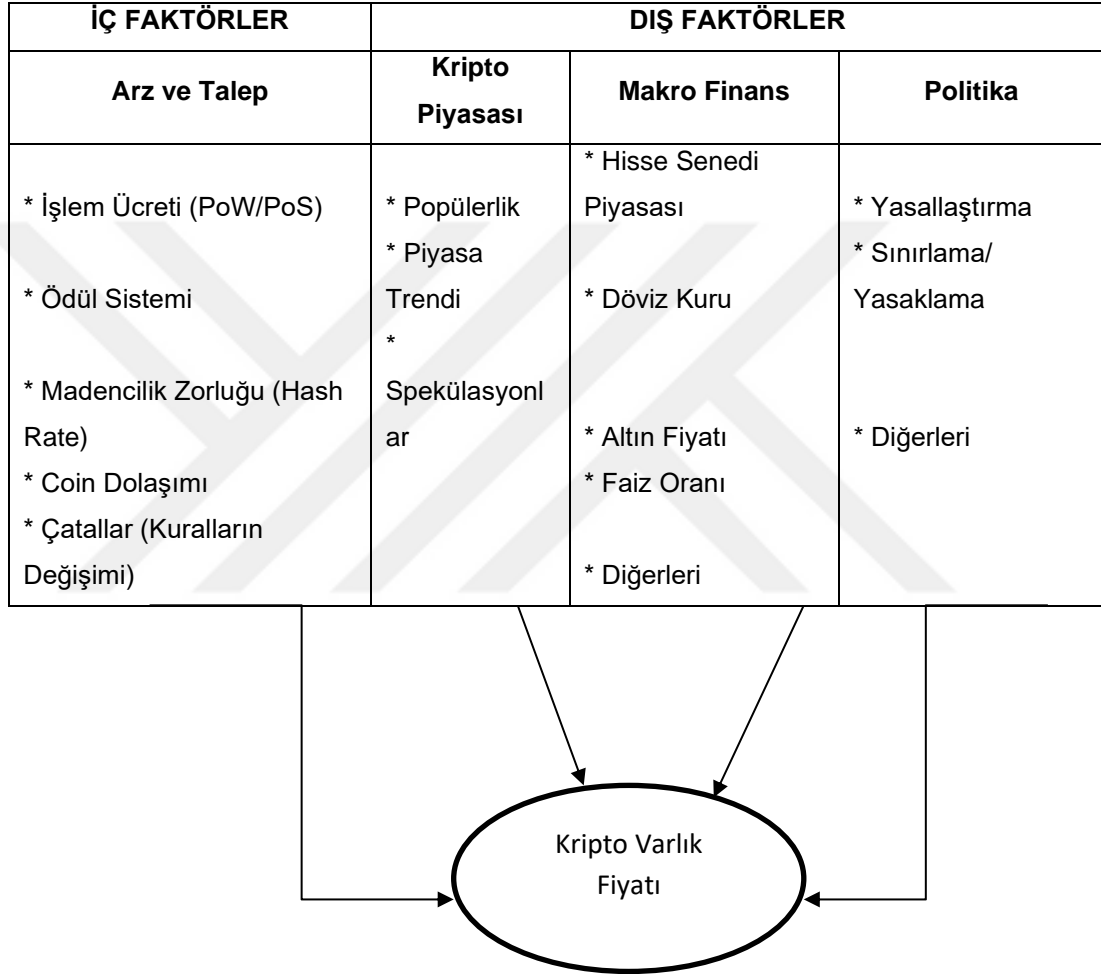 İÇ FAKTÖRLER
DIŞ FAKTÖRLER
Arz ve Talep
Kripto
Piyasası
Makro Finans
Politika
* İşlem Ücreti (PoW/PoS)
* Ödül Sistemi
* Madencilik Zorluğu (Hash
Rate)
* Coin Dolaşımı
* Çatallar (Kuralların
Değişimi)
* Popülerlik
* Piyasa
Trendi
*
Spekülasyonl
ar
* Hisse Senedi
Piyasası
* Döviz Kuru
* Altın Fiyatı
* Faiz Oranı
* Diğerleri
* Yasallaştırma
* Sınırlama/
Yasaklama
* Diğerleri
Kripto Varlık
Fiyatı